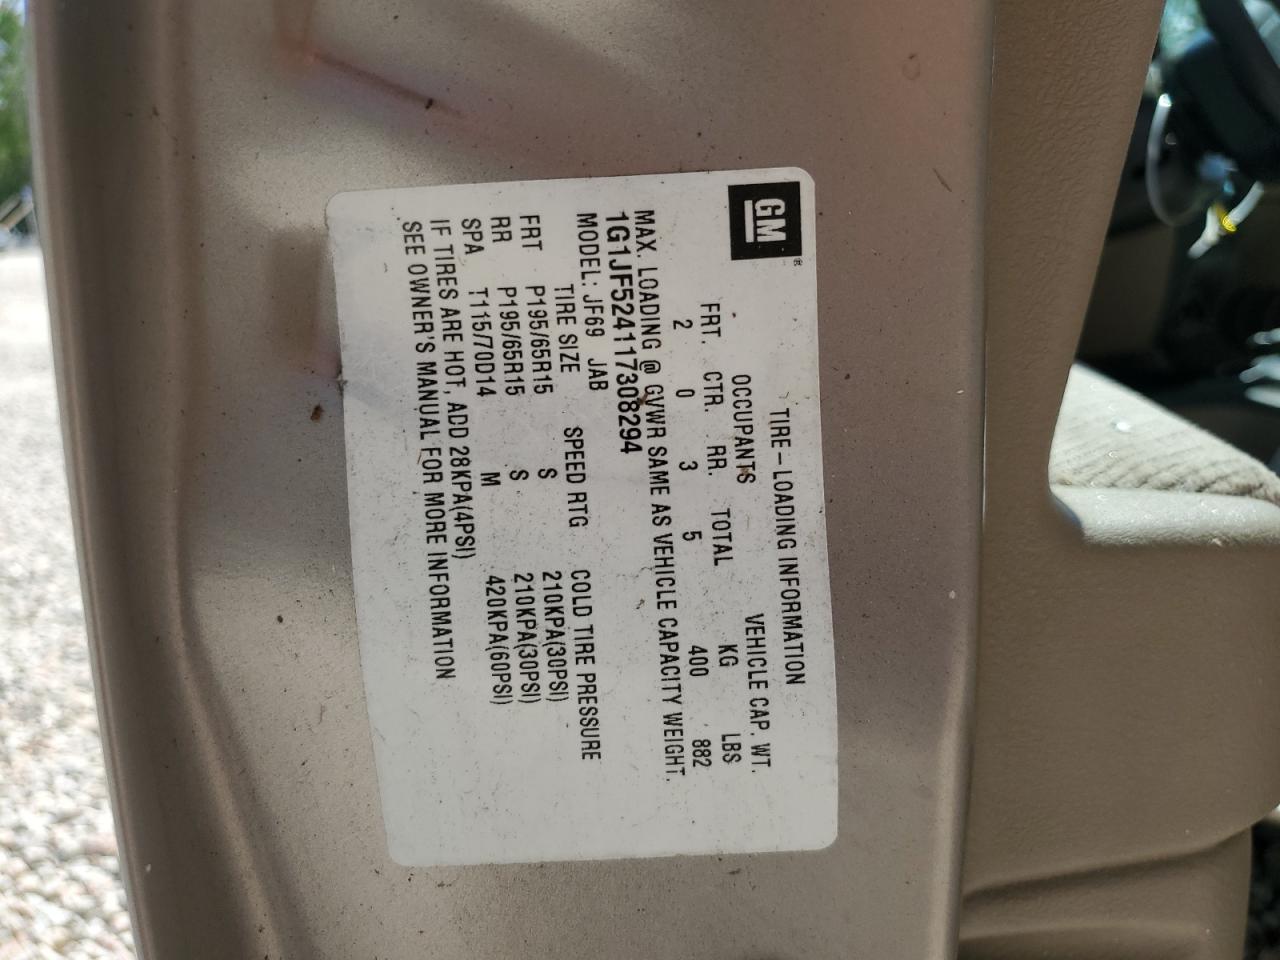 GM®
TIRE-LOADING INFORMATION
OCCUPANTS VEHICLE CAP. WT.
FRT. CTR. RR. TOTAL KG LBS
2 0 3 5 400 882
MAX. LOADING @ GVWR SAME AS VEHICLE CAPACITY WEIGHT.
1G1JF524117308294
MODEL: JF69 JAB
TIRE SIZE SPEED RTG COLD TIRE PRESSURE
FRT P195/65R15 S 210KPA(30PSI)
RR P195/65R15 S 210KPA(30PSI)
SPA T115/70D14 M 420KPA(60PSI)
IF TIRES ARE HOT, ADD 28KPA(4PSI)
SEE OWNER'S MANUAL FOR MORE INFORMATION